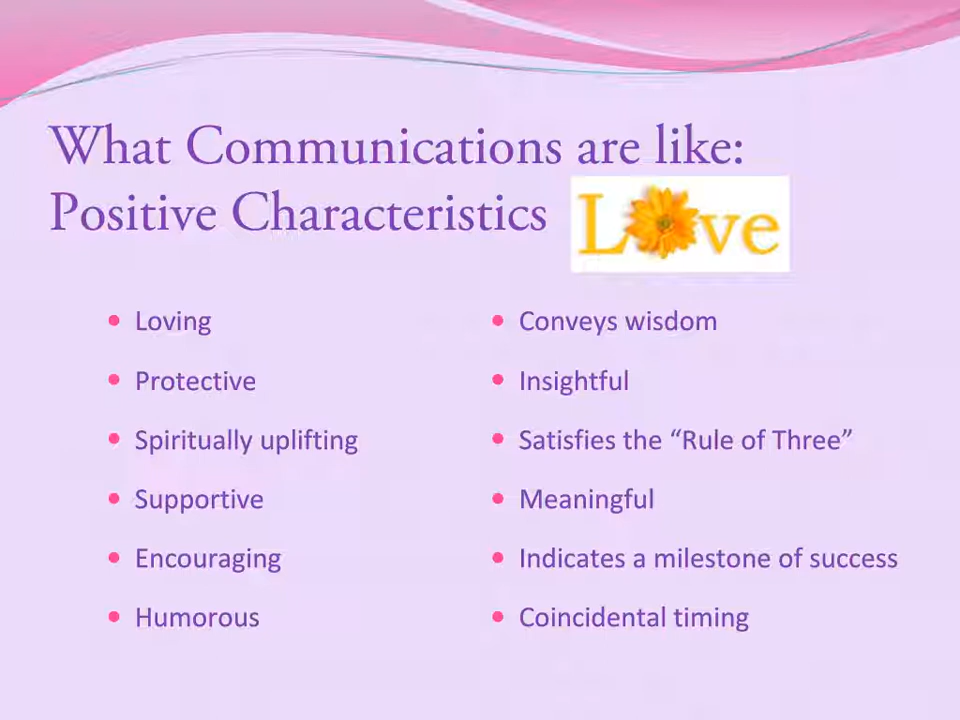 What Communications are like:
Positive Characteristics
Love
Loving
Protective
Spiritually uplifting
Supportive
Encouraging
Humorous
Conveys wisdom
Insightful
Satisfies the “Rule of Three”
Meaningful
Indicates a milestone of success
Coincidental timing